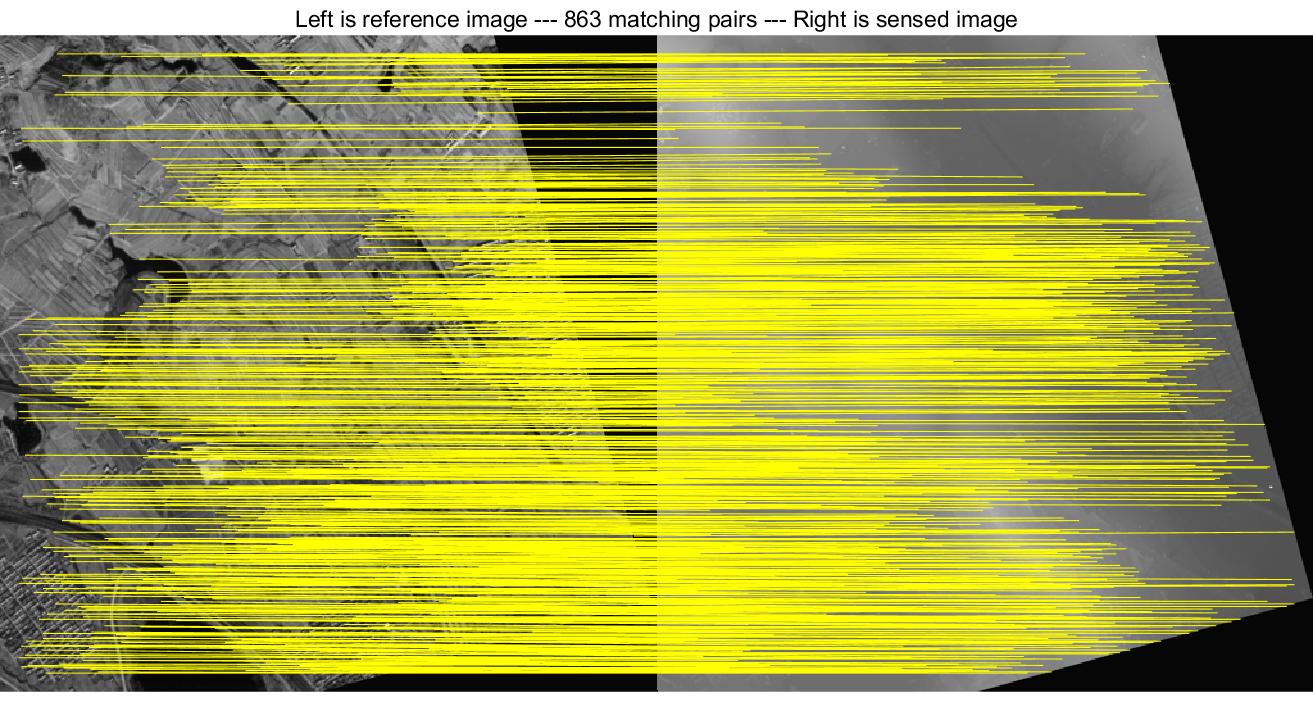 Left is reference image --- 863 matching pairs --- Right is sensed image